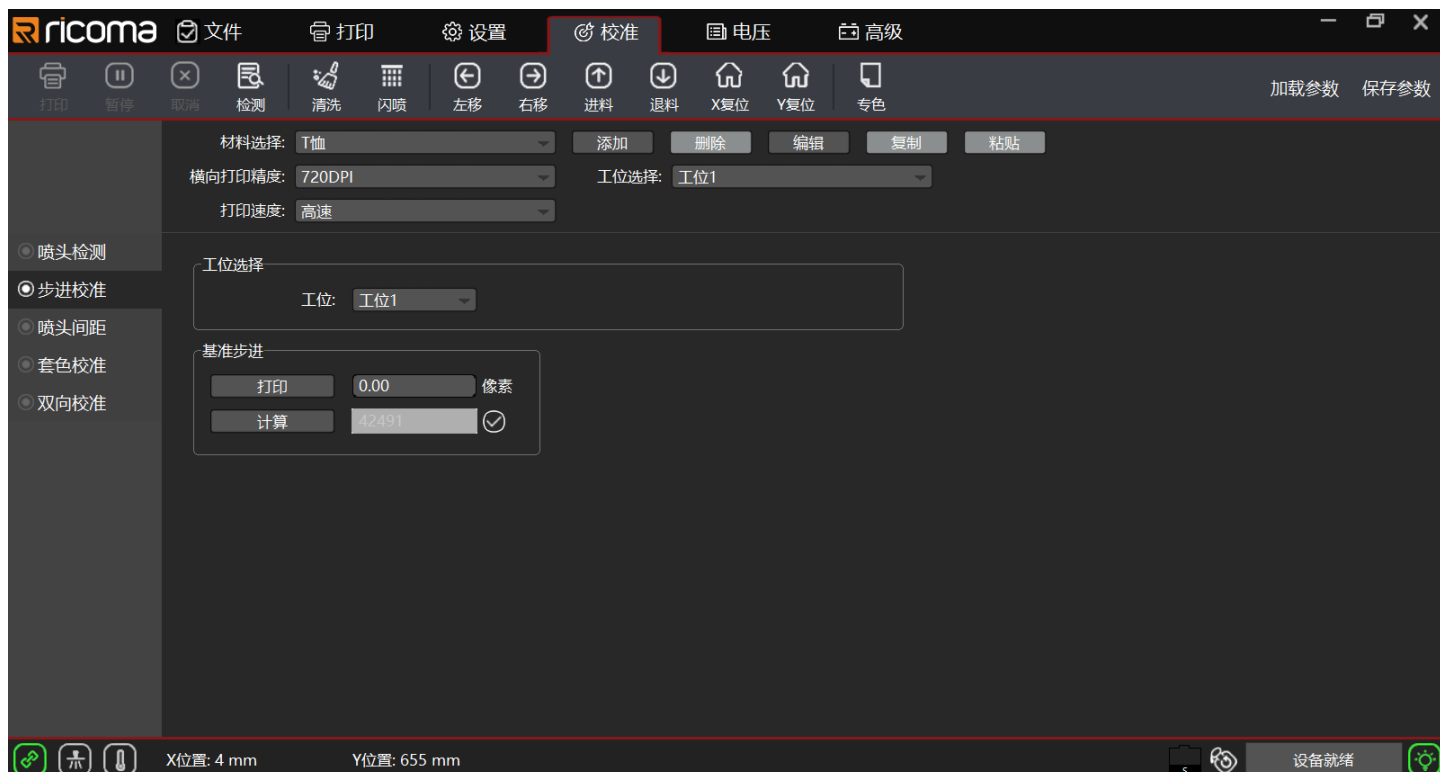 ricoma 文件 打印 设置 校准 电压 高级
打印 暂停 取消 检测 清洗 闪喷 左移 右移 进料 退料 X复位 Y复位 专色 加载参数 保存参数
材料选择: T恤 添加 删除 编辑 复制 粘贴
横向打印精度: 720DPI 工位选择: 工位1
打印速度: 高速
喷头检测
步进校准
喷头间距
套色校准
双向校准
工位选择
工位: 工位1
基准步进
打印 0.00 像素
计算 42491
X位置: 4 mm Y位置: 655 mm S 设备就绪